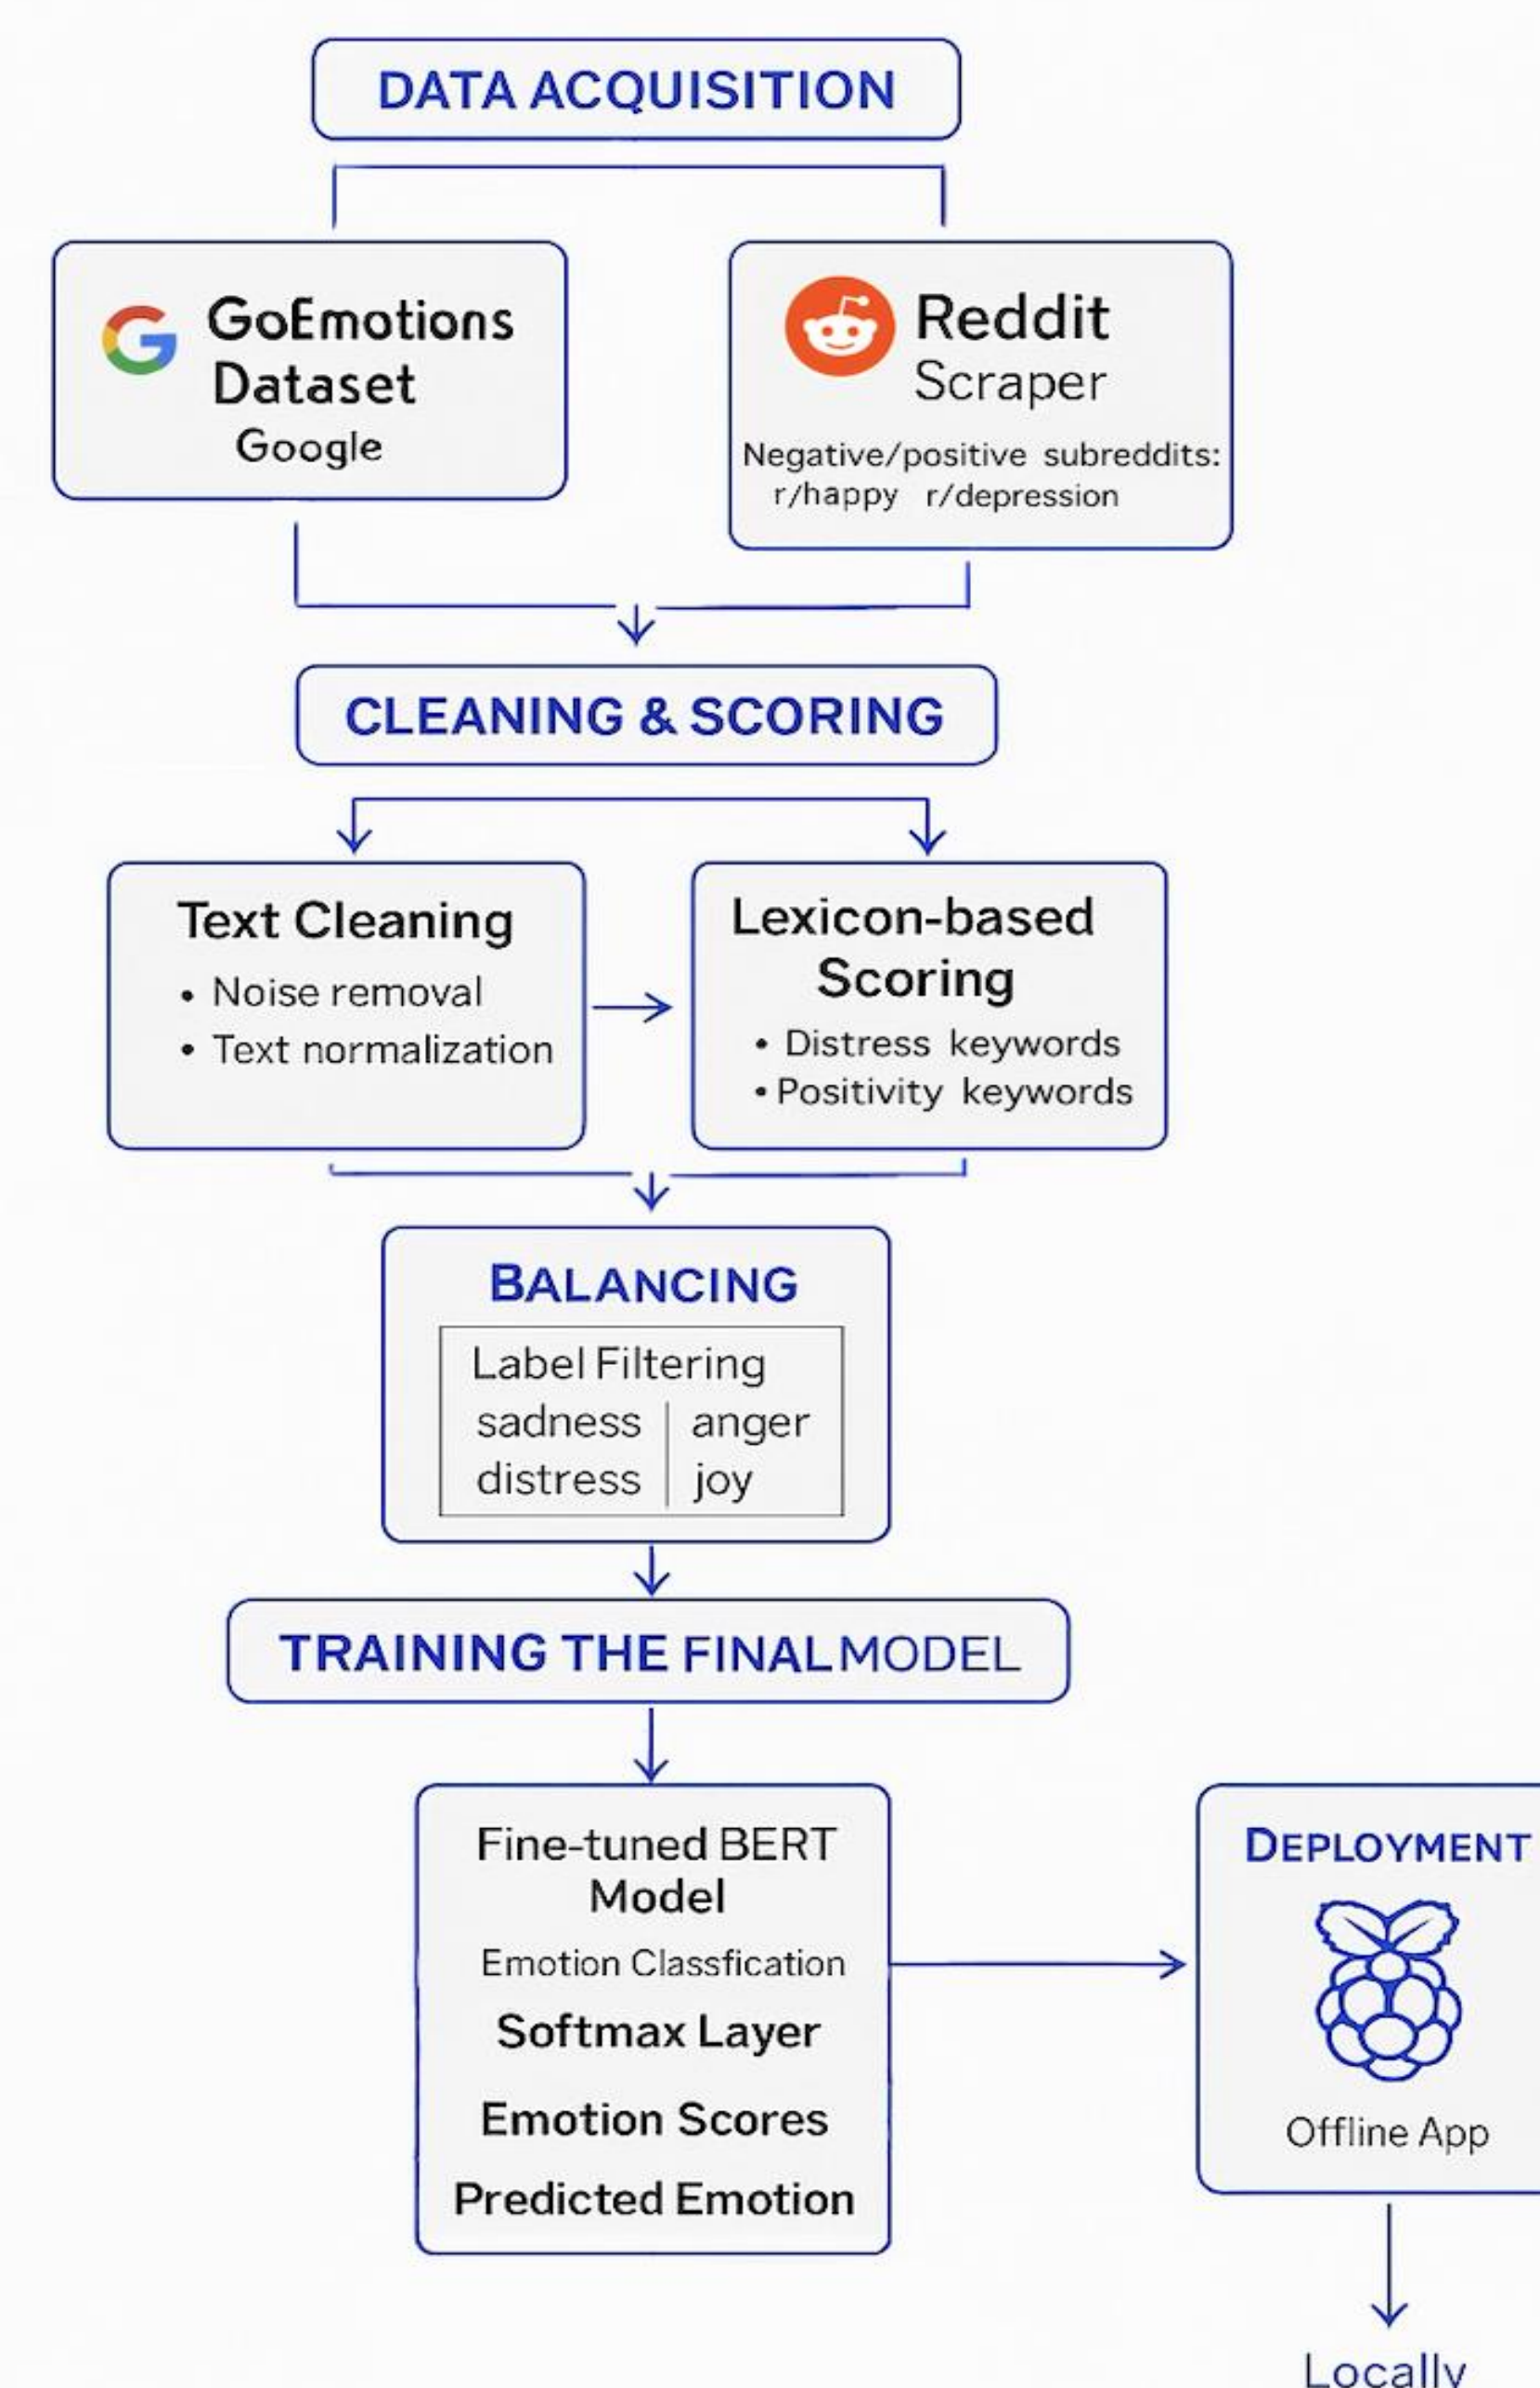 DATA ACQUISITION
GoEmotions
Dataset
Google
Reddit
Scraper
Negative/positive subreddits:
r/happy r/depression
CLEANING & SCORING
Text Cleaning
• Noise removal
• Text normalization
Lexicon-based
Scoring
• Distress keywords
• Positivity keywords
BALANCING
Label Filtering
sadness anger
distress joy
TRAINING THE FINAL MODEL
Fine-tuned BERT
Model
Emotion Classfication
Softmax Layer
Emotion Scores
Predicted Emotion
DEPLOYMENT
Offline App
Locally